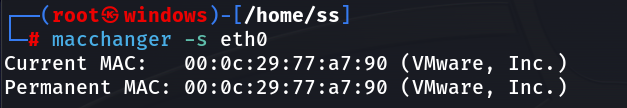 ┌──(root㉿windows)-[/home/ss]
└─# macchanger -s eth0
Current MAC:   00:0c:29:77:a7:90 (VMware, Inc.)
Permanent MAC: 00:0c:29:77:a7:90 (VMware, Inc.)